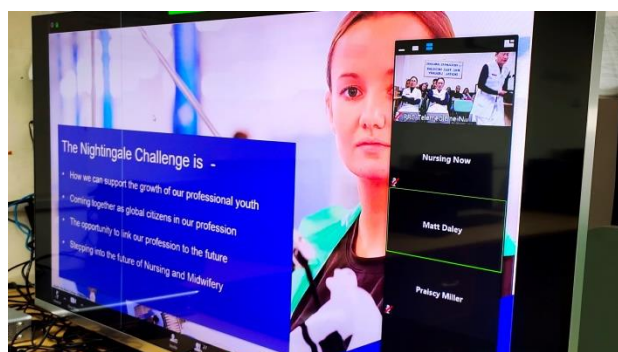 The Nightingale Challenge is -
• How we can support the growth of our professional youth
• Coming together as global citizens in our profession
• The opportunity to link our profession to the future
• Stepping into the future of Nursing and Midwifery
Nursing Now
Matt Daley
Praiscy Miller